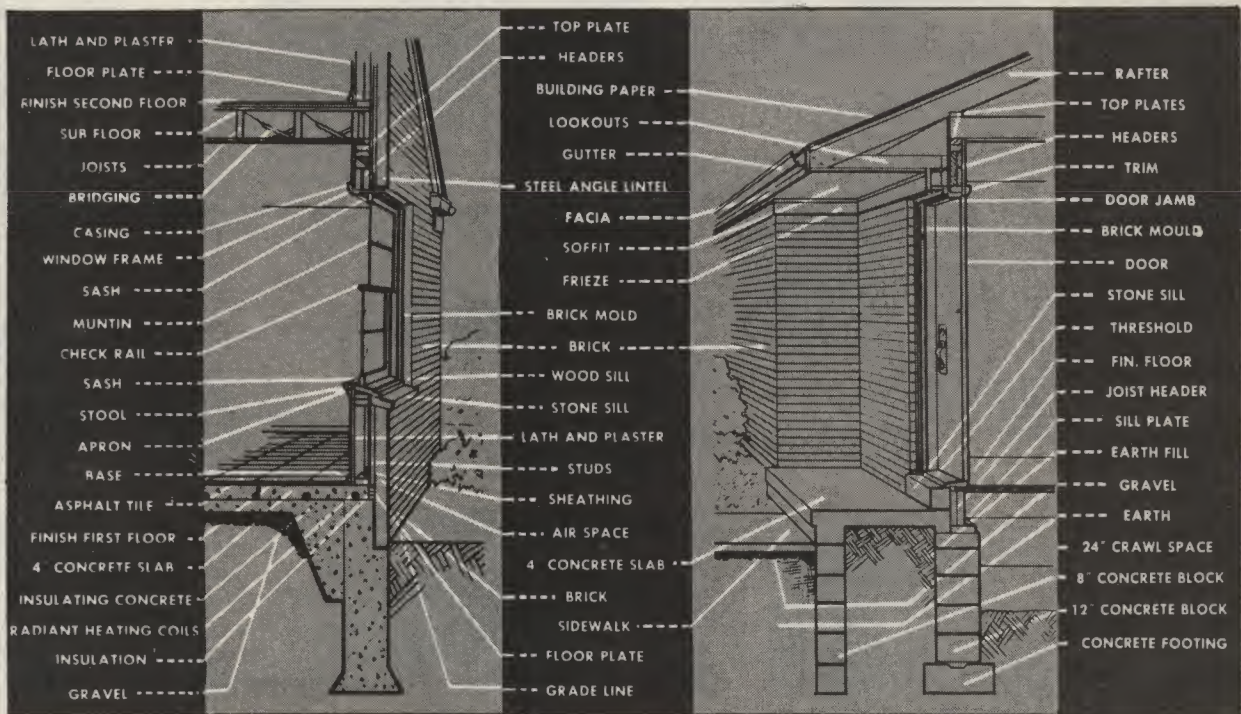 LATH AND PLASTER
FLOOR PLATE
FINISH SECOND FLOOR
SUB FLOOR
JOISTS
BRIDGING
CASING
WINDOW FRAME
SASH
MUNTIN
CHECK RAIL
SASH
STOOL
APRON
BASE
ASPHALT TILE
FINISH FIRST FLOOR
4" CONCRETE SLAB
INSULATING CONCRETE
RADIANT HEATING COILS
INSULATION
GRAVEL
TOP PLATE
HEADERS
BUILDING PAPER
LOOKOUTS
GUTTER
STEEL ANGLE LINTEL
FACIA
SOFFIT
FRIEZE
BRICK MOLD
BRICK
WOOD SILL
STONE SILL
LATH AND PLASTER
STUDS
SHEATHING
AIR SPACE
4" CONCRETE SLAB
BRICK
SIDEWALK
FLOOR PLATE
GRADE LINE
RAFTER
TOP PLATES
HEADERS
TRIM
DOOR JAMB
BRICK MOULD
DOOR
STONE SILL
THRESHOLD
FIN. FLOOR
JOIST HEADER
SILL PLATE
EARTH FILL
GRAVEL
EARTH
24" CRAWL SPACE
8" CONCRETE BLOCK
12" CONCRETE BLOCK
CONCRETE FOOTING